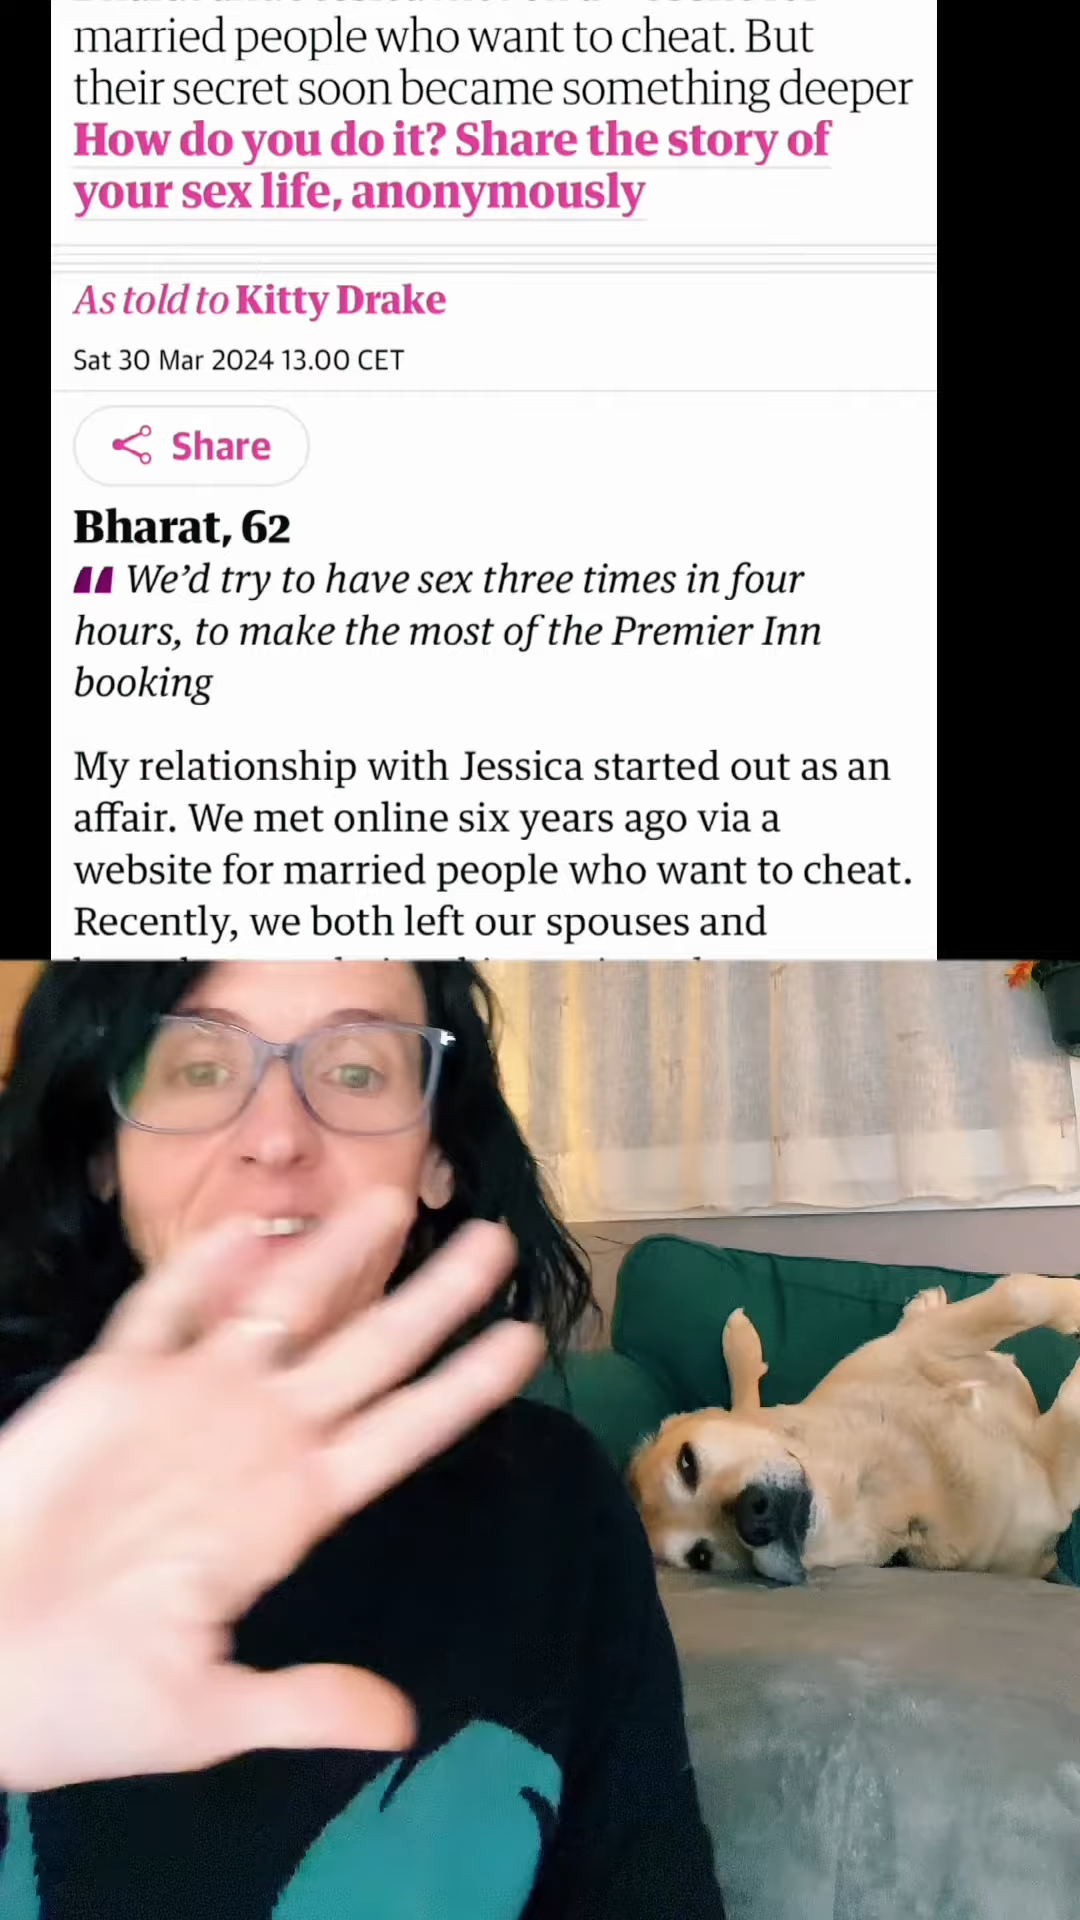 married people who want to cheat. But
their secret soon became something deeper
How do you do it? Share the story of
your sex life, anonymously
As told to Kitty Drake
Sat 30 Mar 2024 13.00 CET
Share
Bharat, 62
“ We’d try to have sex three times in four
hours, to make the most of the Premier Inn
booking
My relationship with Jessica started out as an
affair. We met online six years ago via a
website for married people who want to cheat.
Recently, we both left our spouses and